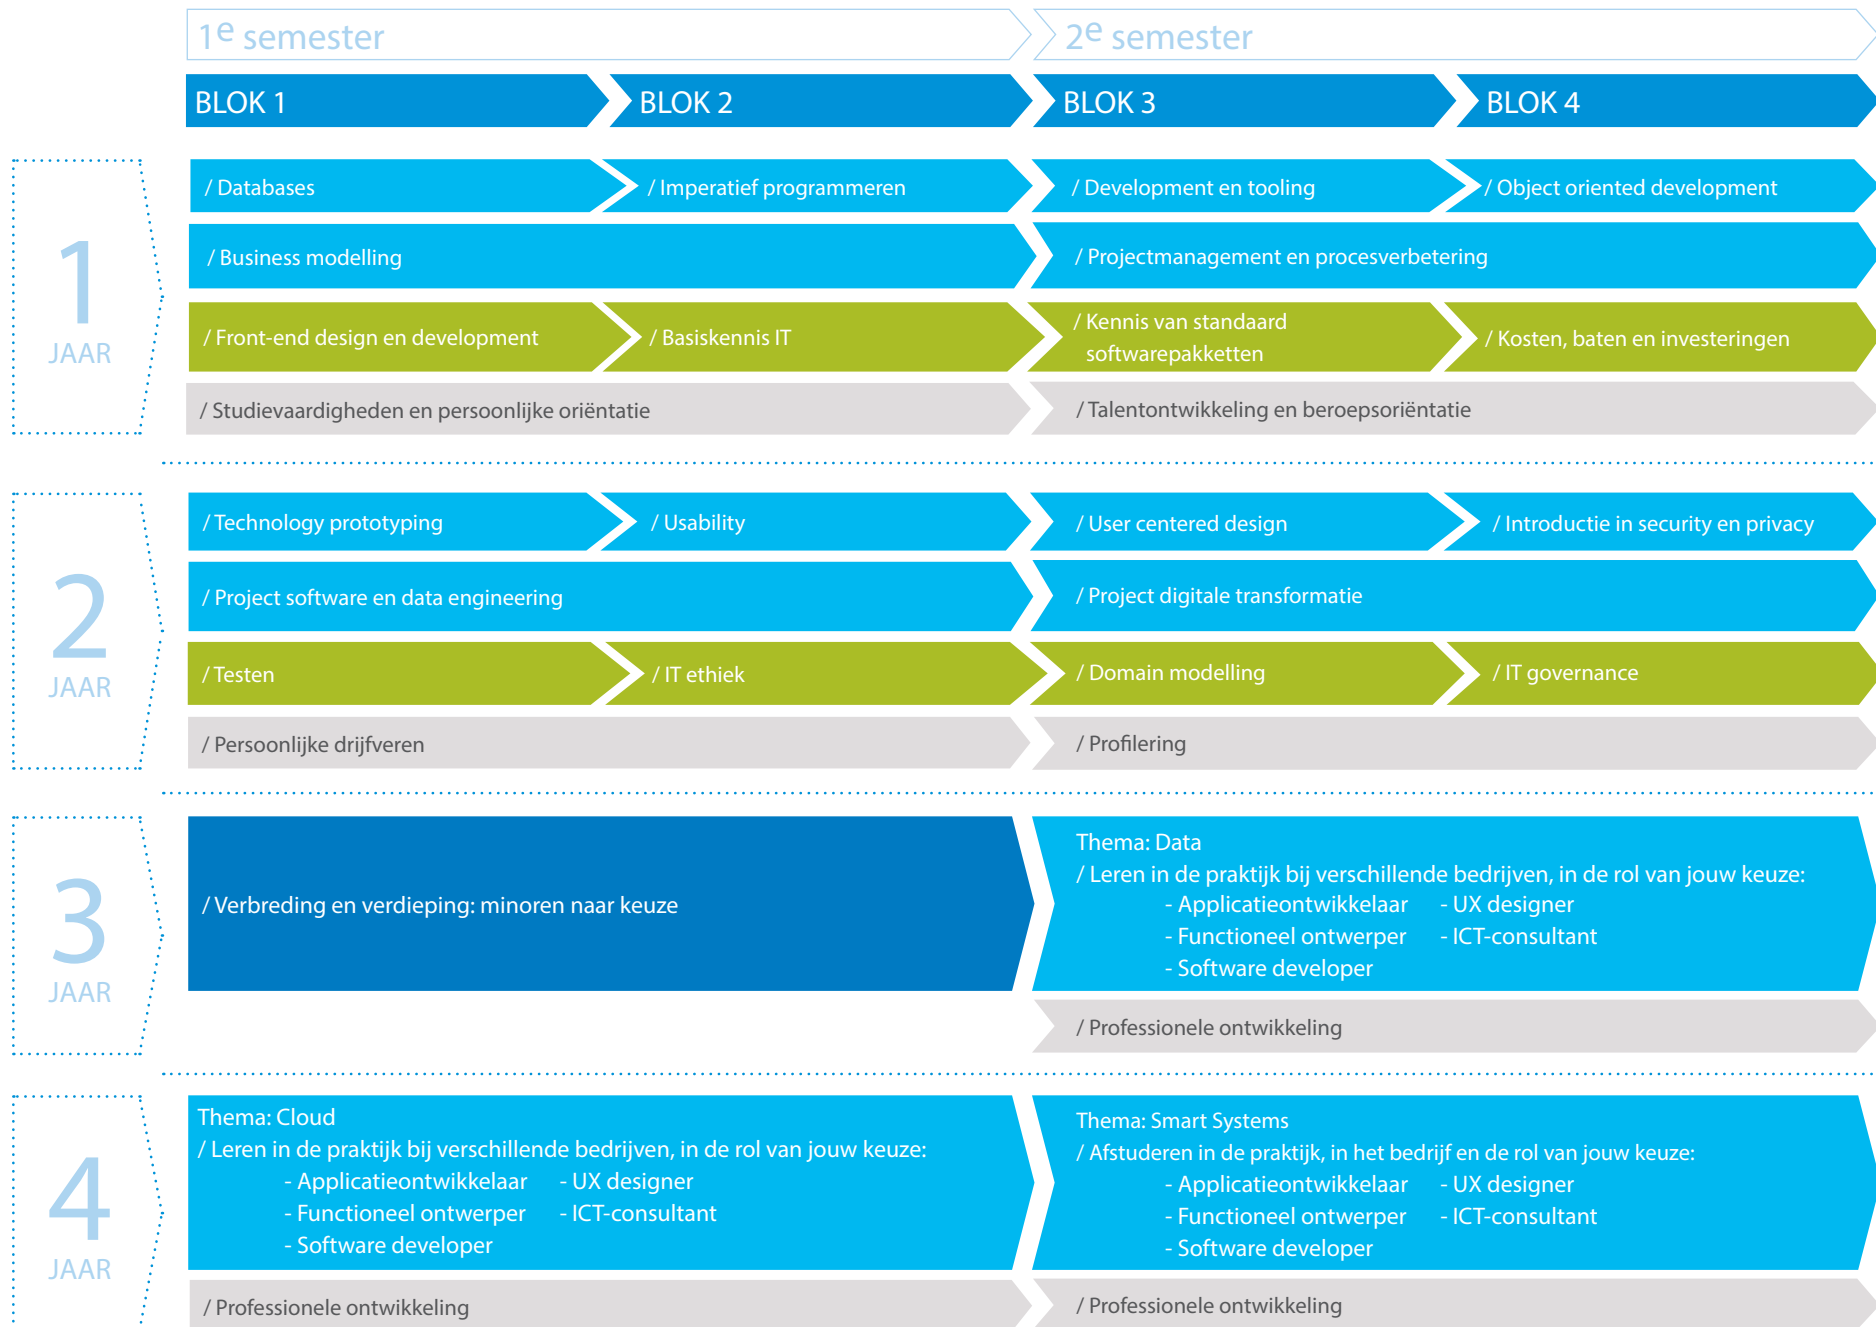 1e semester
2e semester
BLOK 1
BLOK 2
BLOK 3
BLOK 4
1
JAAR
/ Databases
/ Imperatief programmeren
/ Development en tooling
/ Object oriented development
/ Business modelling
/ Projectmanagement en procesverbetering
/ Front-end design en development
/ Basiskennis IT
/ Kennis van standaard
softwarepakketten
/ Kosten, baten en investeringen
/ Studievaardigheden en persoonlijke oriëntatie
/ Talentontwikkeling en beroepsoriëntatie
2
JAAR
/ Technology prototyping
/ Usability
/ User centered design
/ Introductie in security en privacy
/ Project software en data engineering
/ Project digitale transformatie
/ Testen
/ IT ethiek
/ Domain modelling
/ IT governance
/ Persoonlijke drijfveren
/ Profilering
3
JAAR
/ Verbreding en verdieping: minoren naar keuze
Thema: Data
/ Leren in de praktijk bij verschillende bedrijven, in de rol van jouw keuze:
- Applicatieontwikkelaar - UX designer
- Functioneel ontwerper - ICT-consultant
- Software developer
/ Professionele ontwikkeling
4
JAAR
Thema: Cloud
/ Leren in de praktijk bij verschillende bedrijven, in de rol van jouw keuze:
- Applicatieontwikkelaar - UX designer
- Functioneel ontwerper - ICT-consultant
- Software developer
Thema: Smart Systems
/ Afstuderen in de praktijk, in het bedrijf en de rol van jouw keuze:
- Applicatieontwikkelaar - UX designer
- Functioneel ontwerper - ICT-consultant
- Software developer
/ Professionele ontwikkeling
/ Professionele ontwikkeling